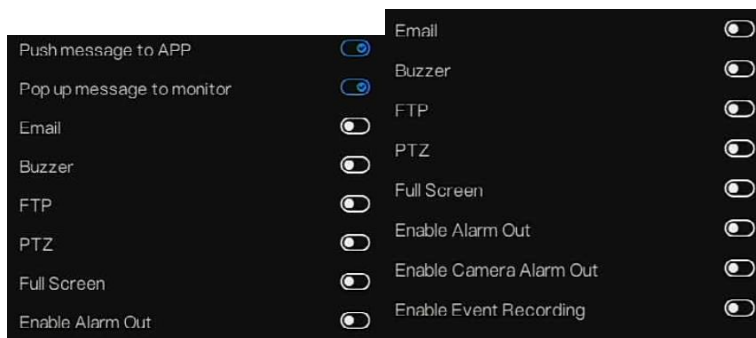 Push message to APP
Pop up message to monitor
Email
Buzzer
FTP
PTZ
Full Screen
Enable Alarm Out
Email
Buzzer
FTP
PTZ
Full Screen
Enable Alarm Out
Enable Camera Alarm Out
Enable Event Recording